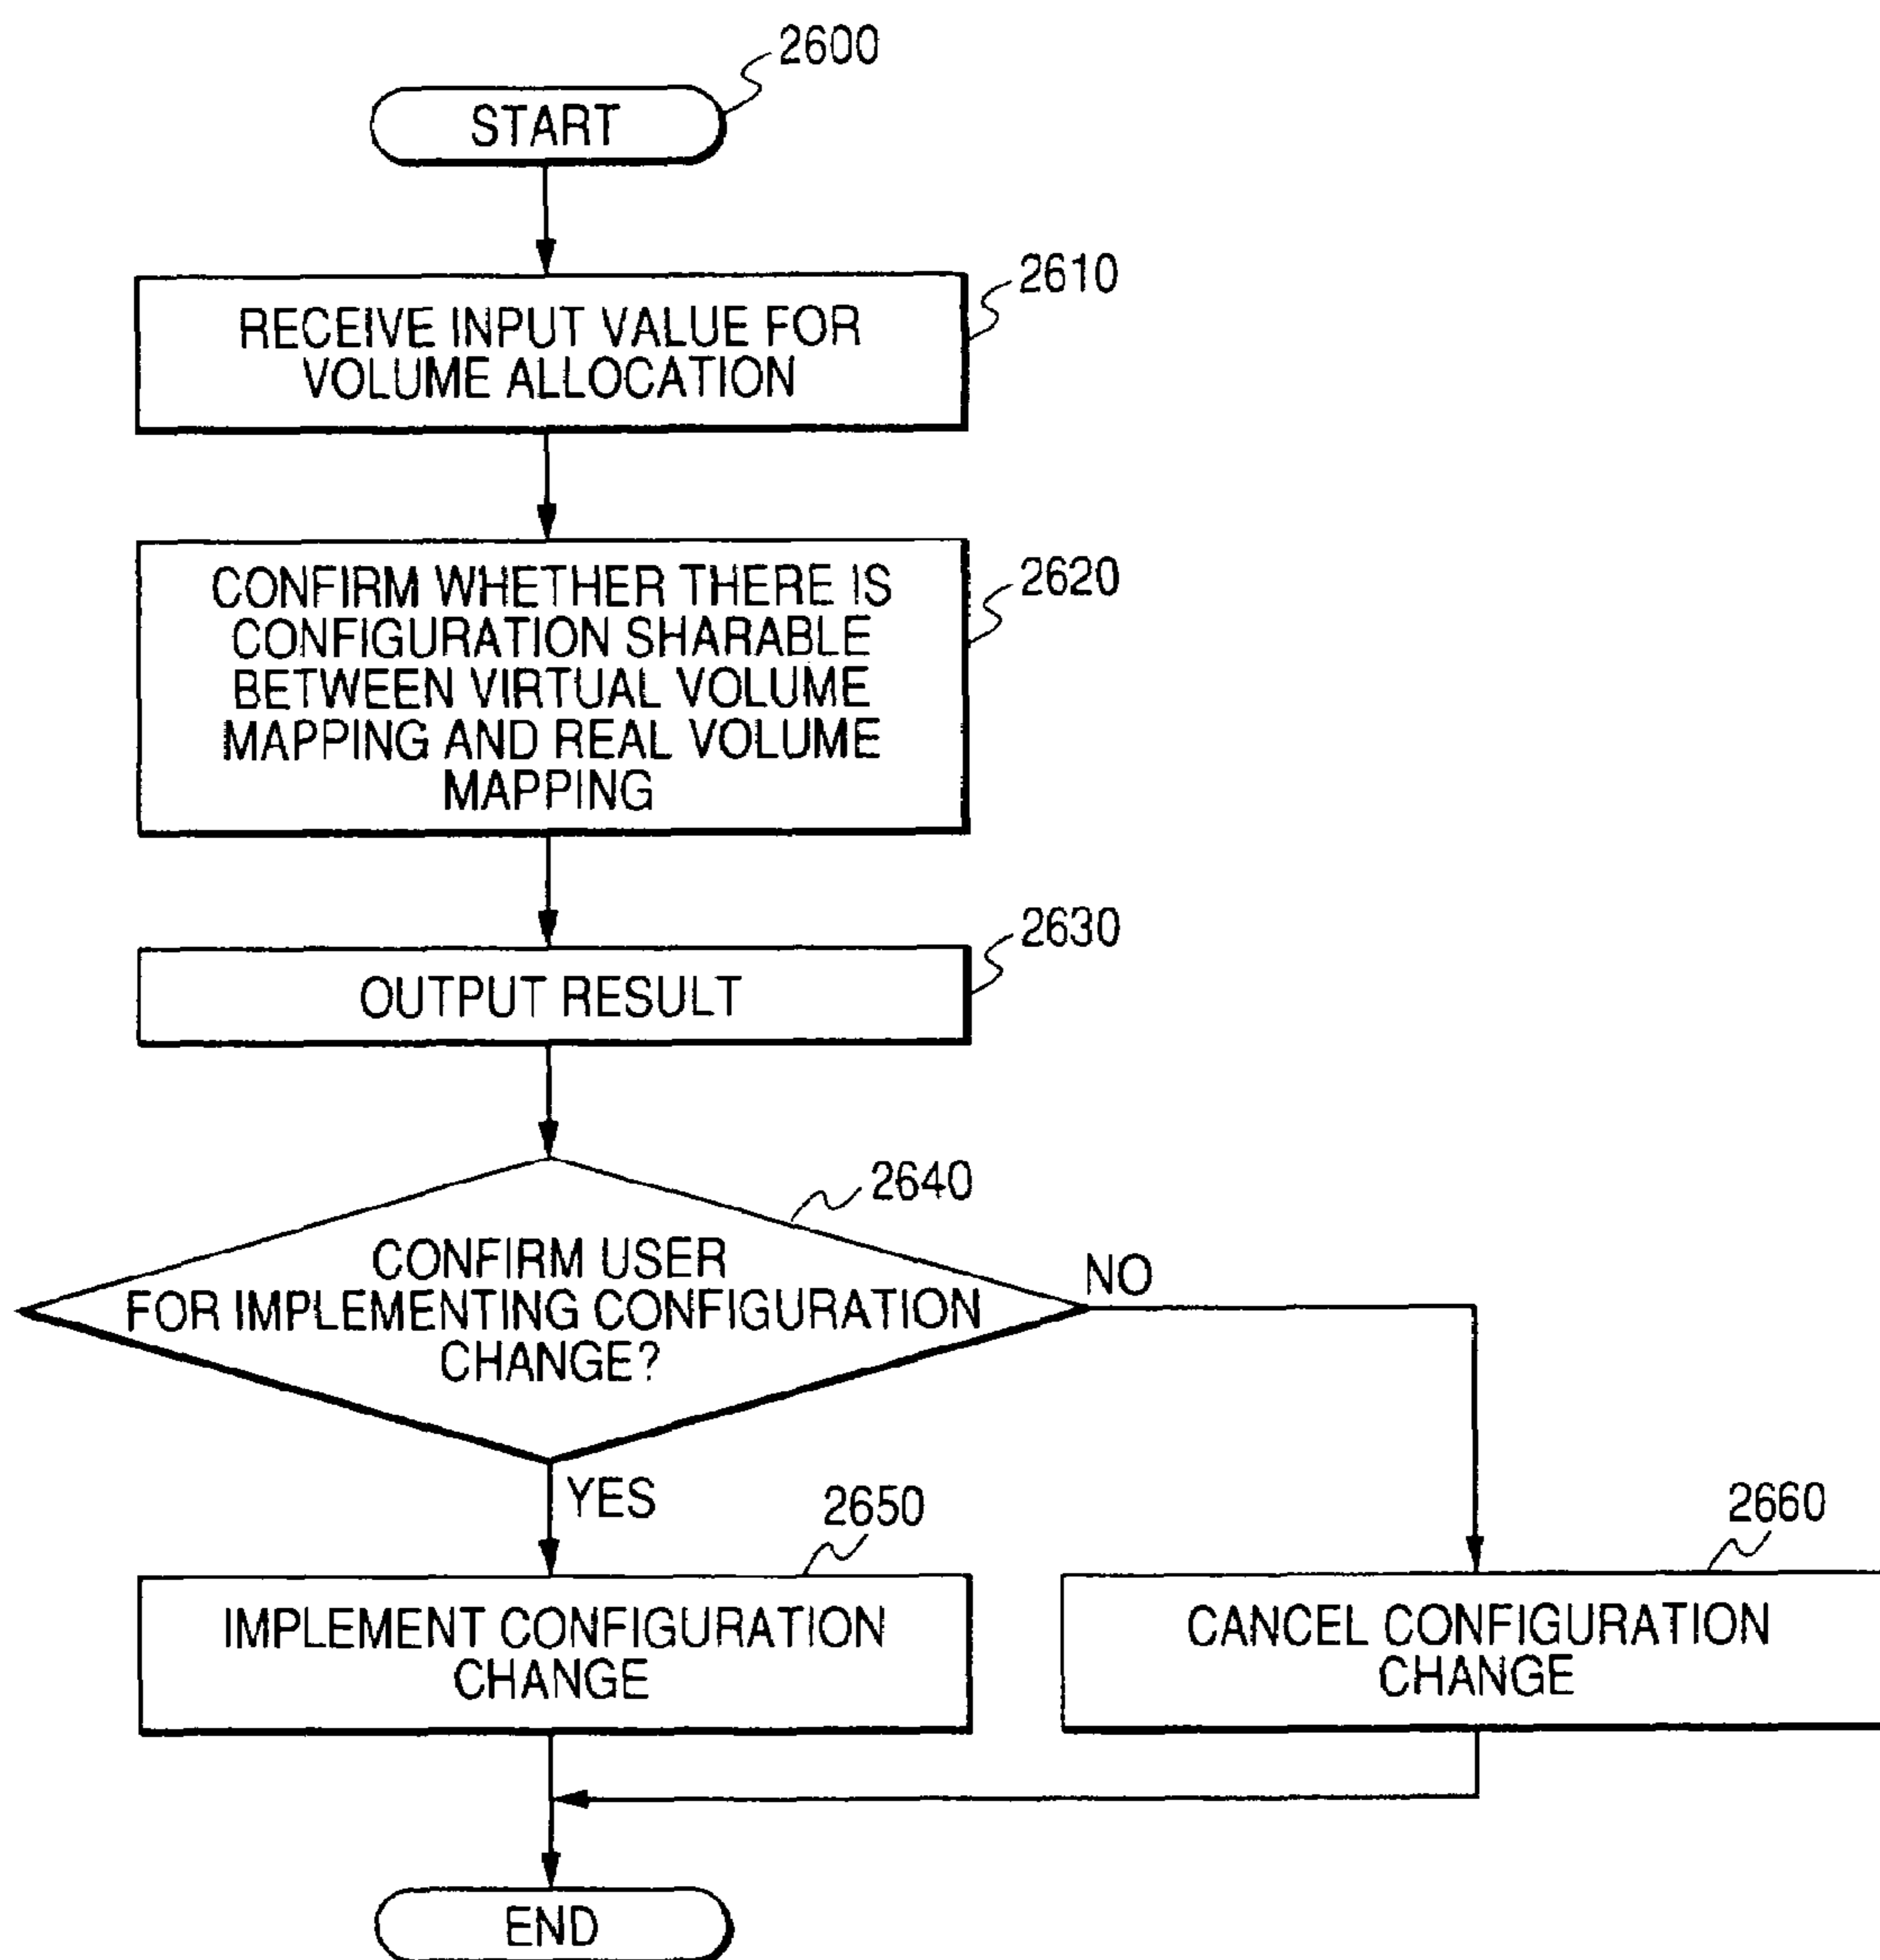 2600
START
2610
RECEIVE INPUT VALUE FOR
VOLUME ALLOCATION
2620
CONFIRM WHETHER THERE IS
CONFIGURATION SHARABLE
BETWEEN VIRTUAL VOLUME
MAPPING AND REAL VOLUME
MAPPING
2630
OUTPUT RESULT
2640
CONFIRM USER
FOR IMPLEMENTING CONFIGURATION
CHANGE?
NO
YES
2650
IMPLEMENT CONFIGURATION
CHANGE
2660
CANCEL CONFIGURATION
CHANGE
END